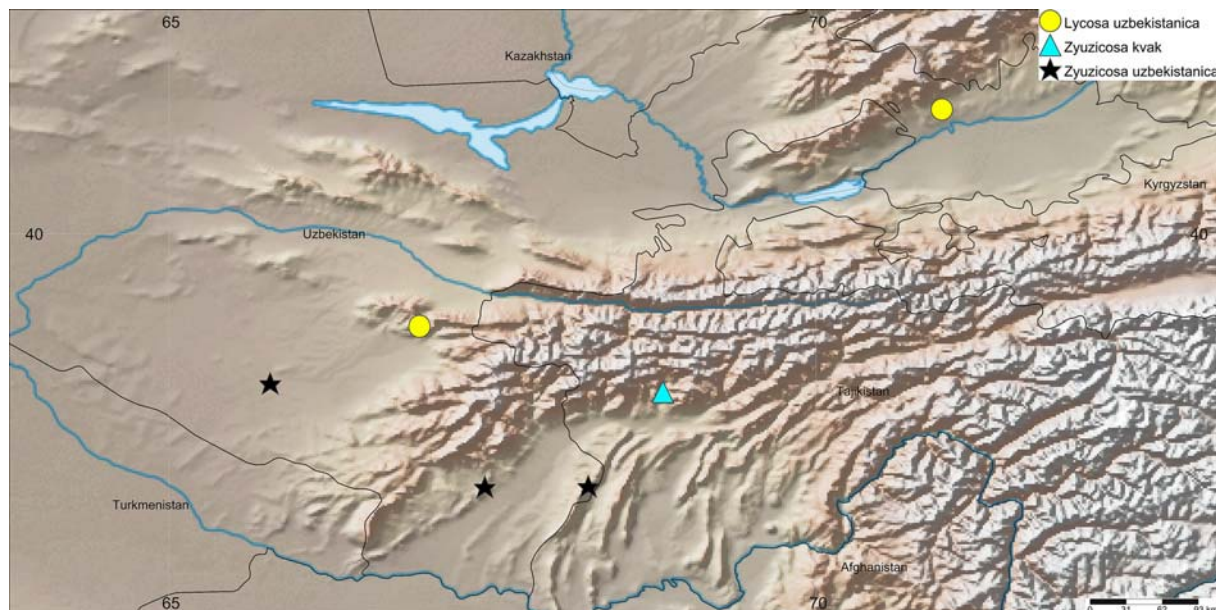 65
70
Lycosa uzbekistanica
Zyuzicosa kvak
Zyuzicosa uzbekistanica
Kazakhstan
Kyrgyzstan
40
Uzbekistan
40
Tajikistan
Turkmenistan
Afghanistan
65
70